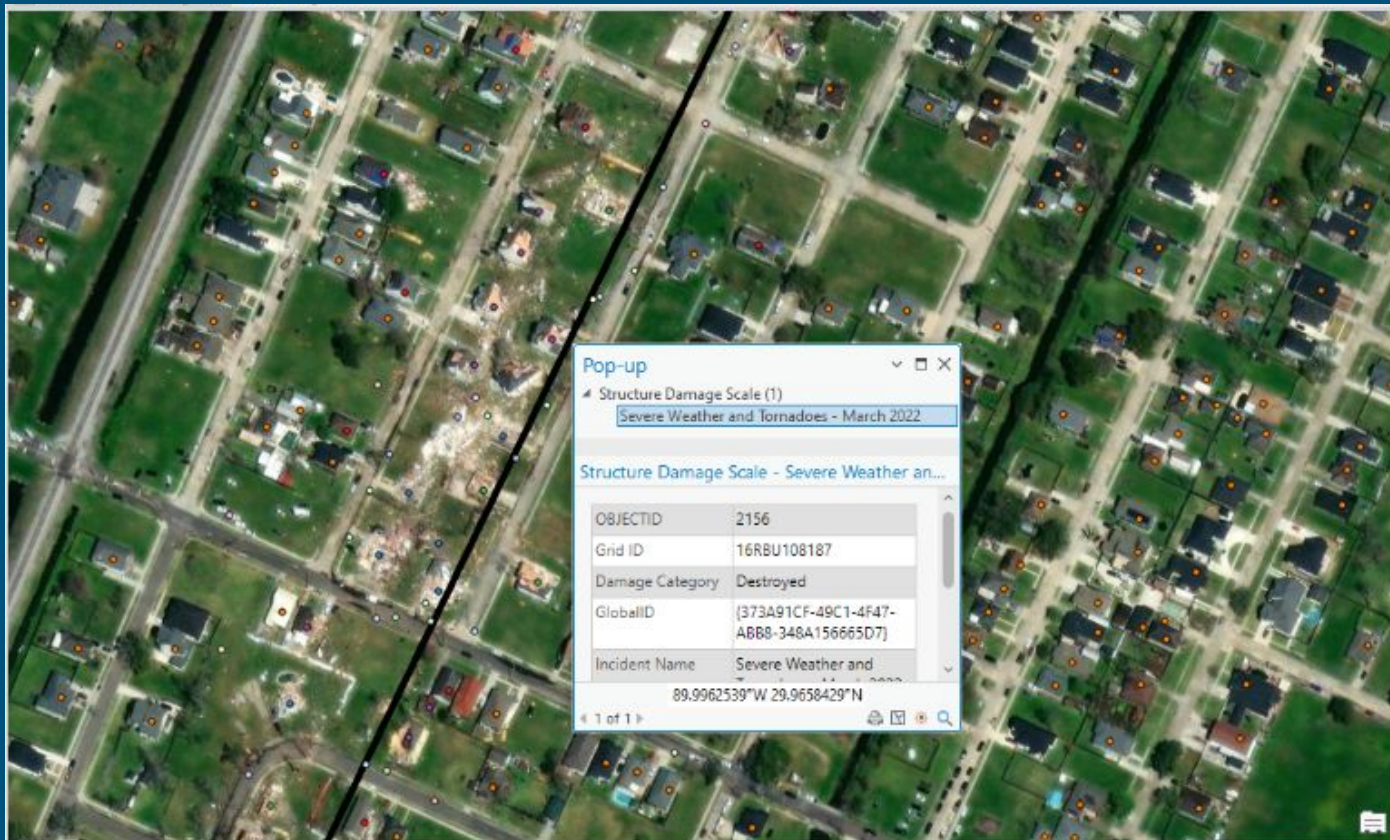 Pop-up
Structure Damage Scale (1)
Severe Weather and Tornadoes - March 2022
Structure Damage Scale - Severe Weather an...
OBJECTID 2156
Grid ID 16RBU108187
Damage Category Destroyed
GlobalID {373A91CF-49C1-4F47-
ABB8-348A156665D7}
Incident Name Severe Weather and
89.9962539°W 29.9658429°N
1 of 1